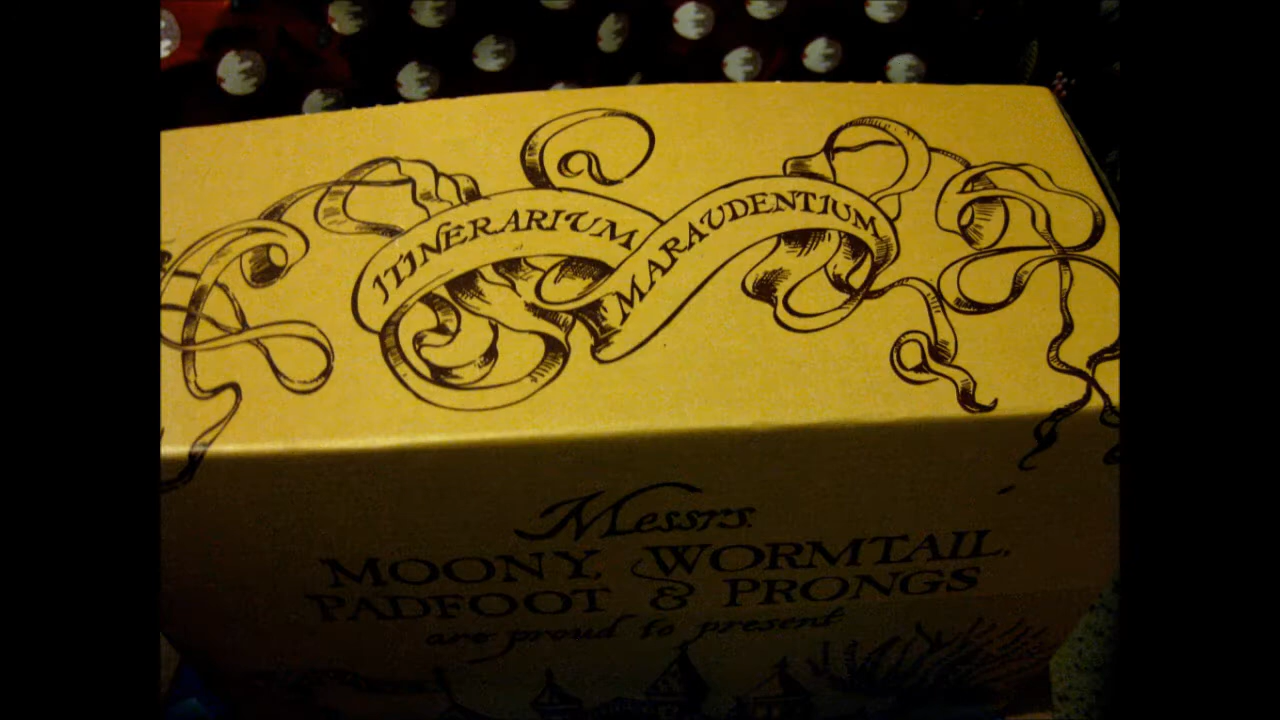 ITINERARIUM
MARAUDENTIUM
Messrs.
MOONY, WORMTAIL,
PADFOOT & PRONGS
are proud to present